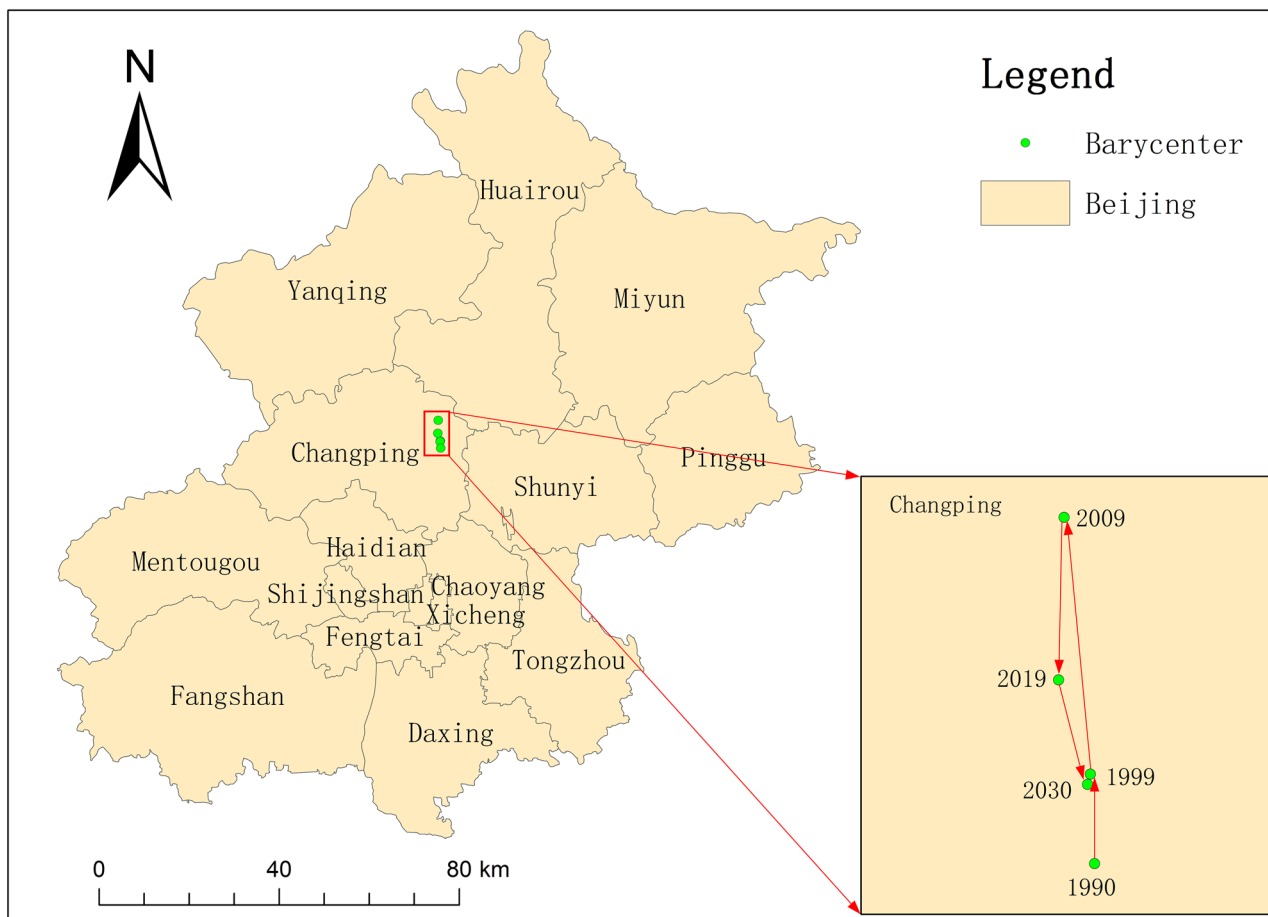 N
Legend
Barycenter
Beijing
Huairou
Yanqing
Miyun
Changping
Pinggu
Shunyi
Haidian
Mentougou
Chaoyang
Shijingshan
Xicheng
Fengtai
Tongzhou
Fangshan
Daxing
0 40 80 km
Changping
2009
2019
1999
2030
1990